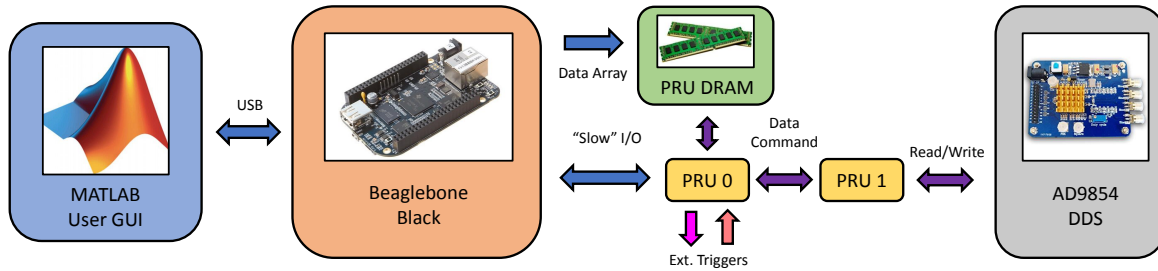 MATLAB
User GUI
USB
Beaglebone
Black
Data Array
PRU DRAM
"Slow" I/O
PRU 0
Data
Command
PRU 1
Read/Write
Ext. Triggers
AD9854
DDS